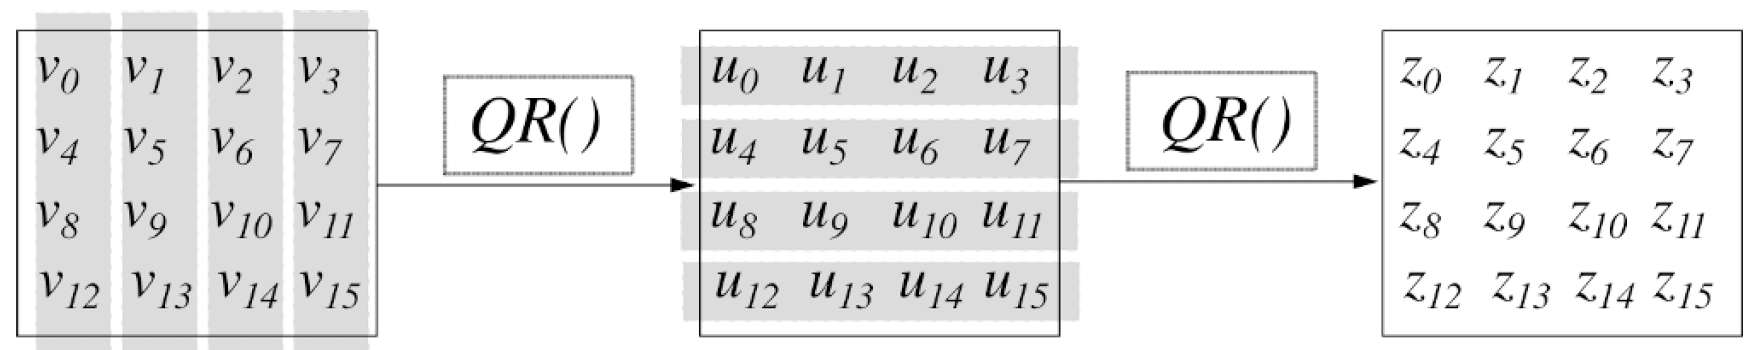 v0 v1 v2 v3
v4 v5 v6 v7
v8 v9 v10 v11
v12 v13 v14 v15
QR()
u0 u1 u2 u3
u4 u5 u6 u7
u8 u9 u10 u11
u12 u13 u14 u15
QR()
z0 z1 z2 z3
z4 z5 z6 z7
z8 z9 z10 z11
z12 z13 z14 z15